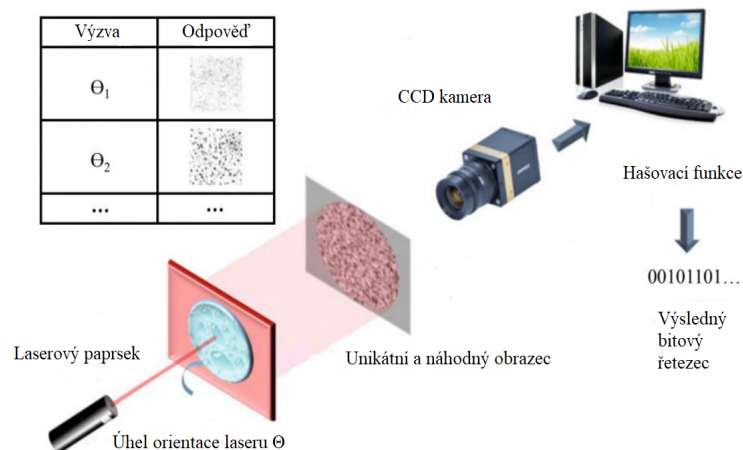 Výzva Odpověď
Θ₁
Θ₂
... ...
CCD kamera
Hašovací funkce
00101101...
Výsledný
bitový
řetezec
Unikátní a náhodný obrazec
Laserový paprsek
Úhel orientace laseru Θ